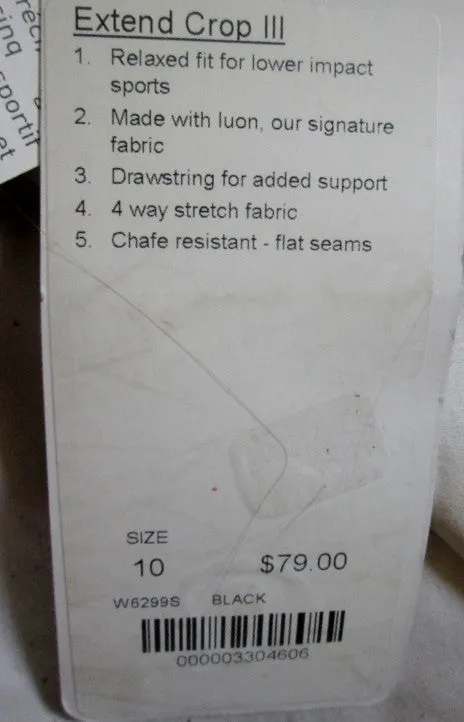 Extend Crop III
1. Relaxed fit for lower impact
sports
2. Made with luon, our signature
fabric
3. Drawstring for added support
4. 4 way stretch fabric
5. Chafe resistant - flat seams
SIZE
10 $79.00
W6299S BLACK
000003304606
et